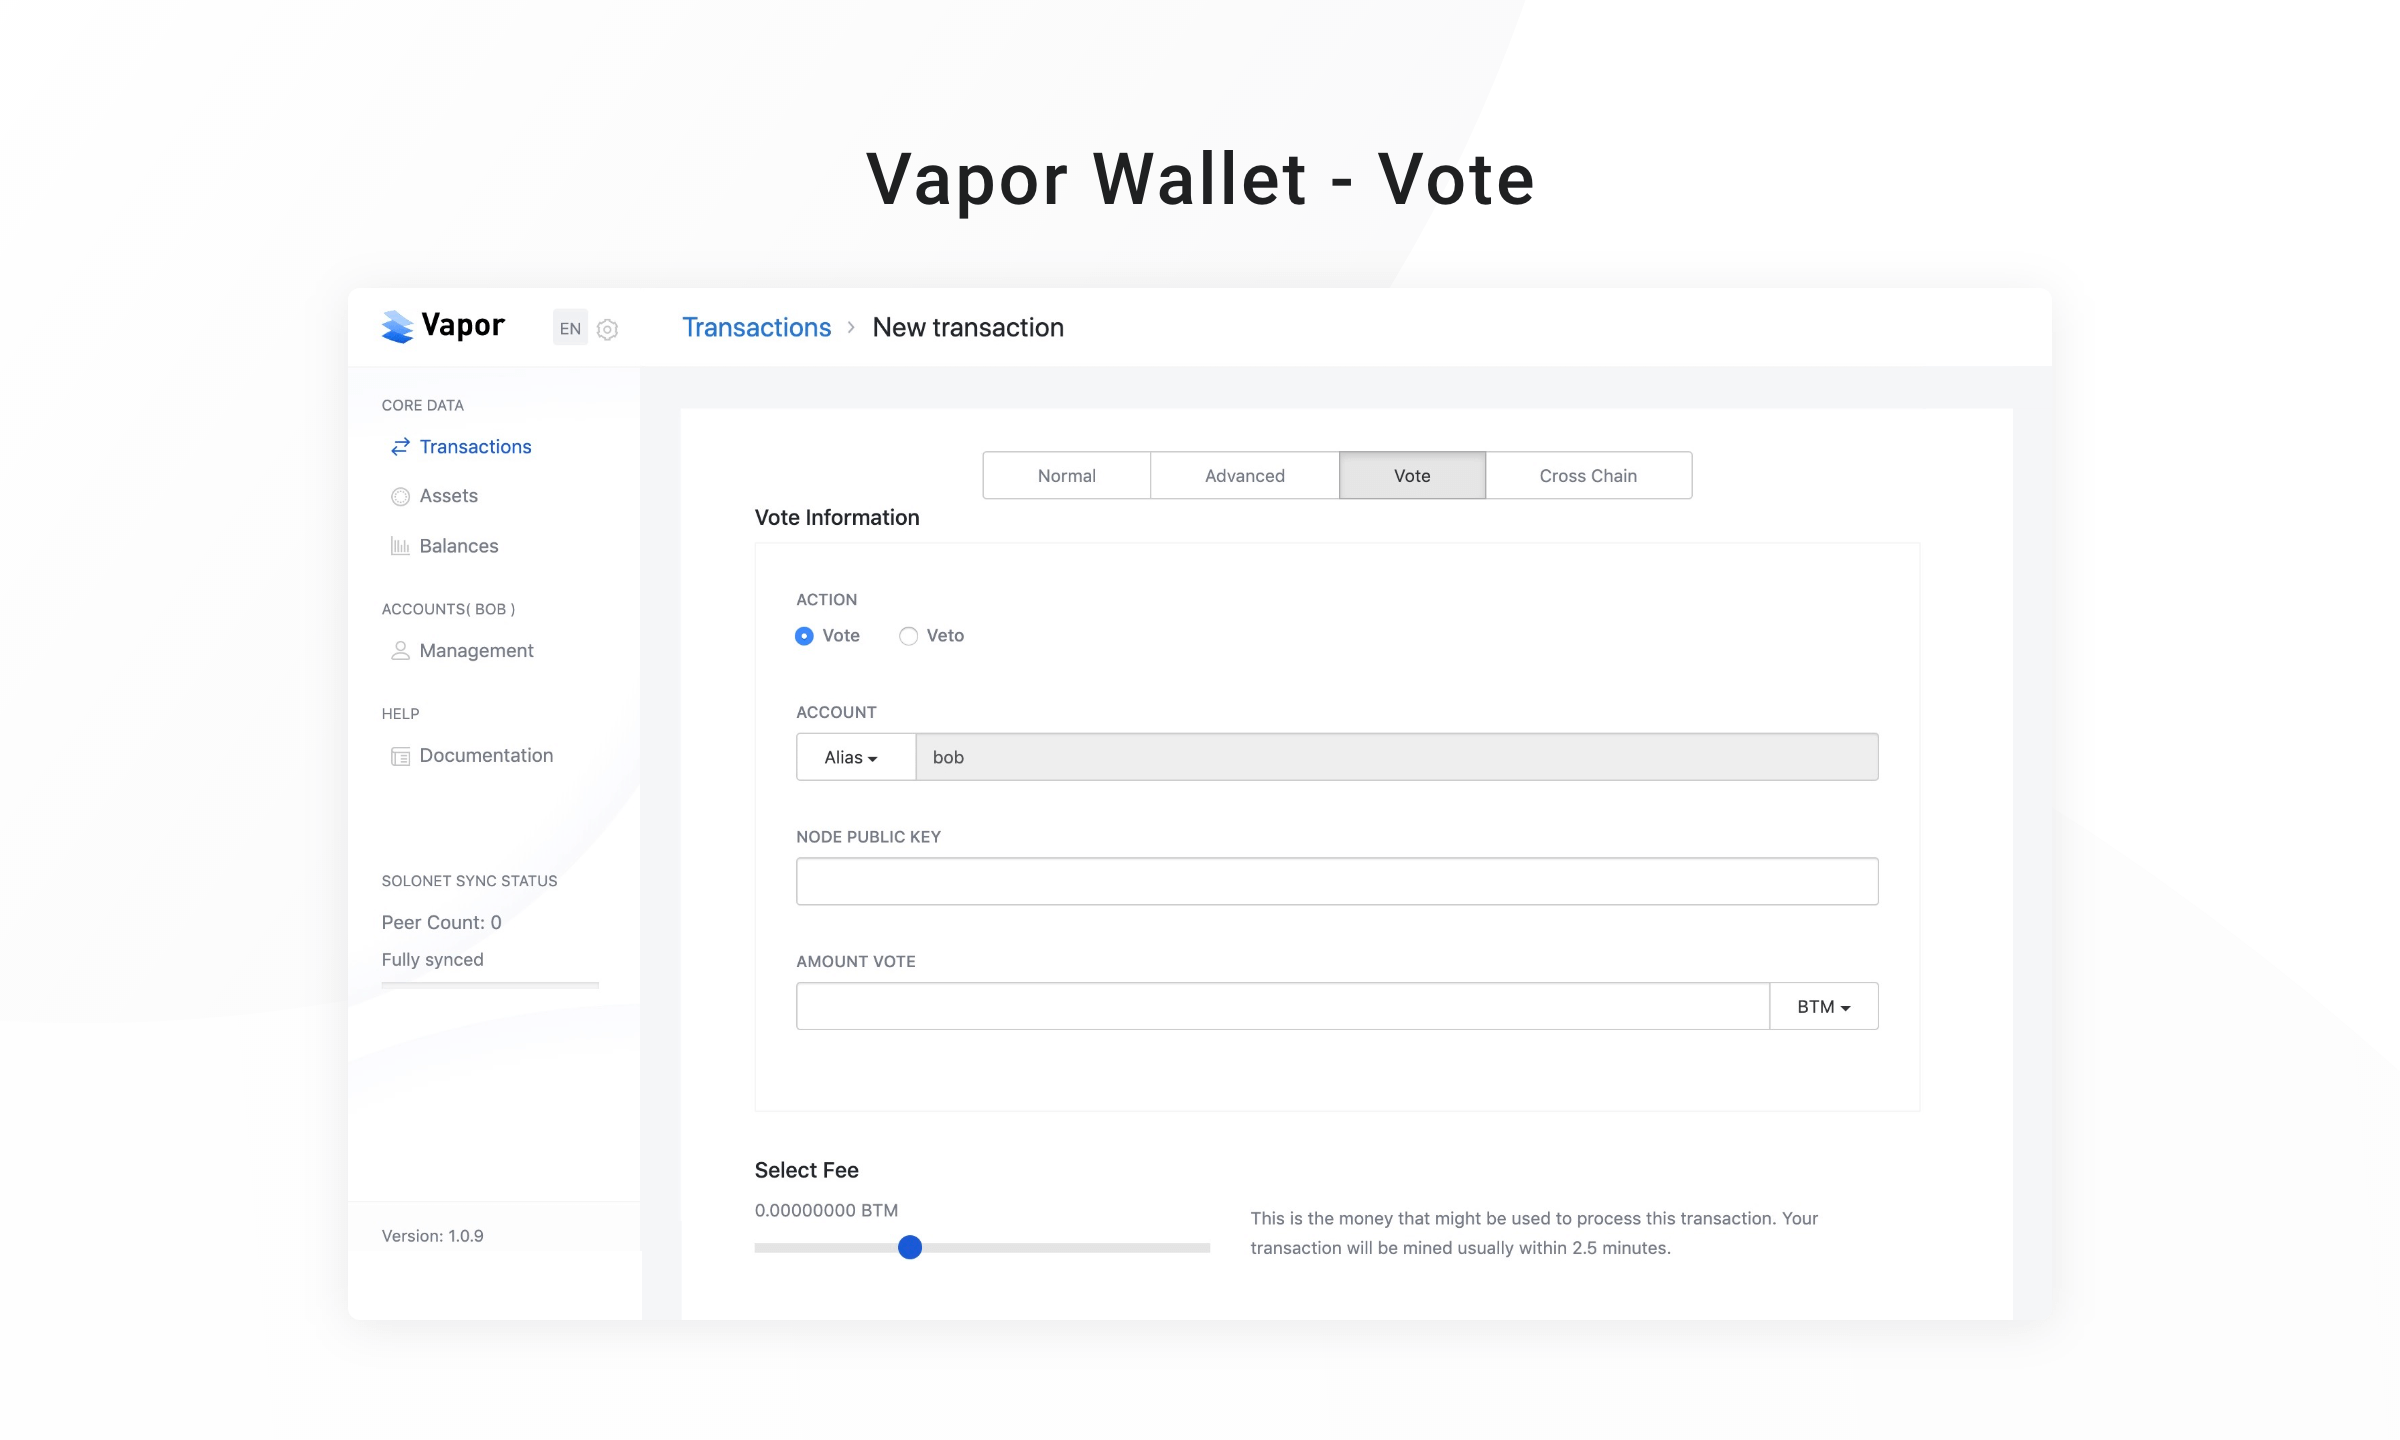 Vapor Wallet - Vote
Vapor
EN
Transactions
New transaction
CORE DATA
Transactions
Assets
Balances
ACCOUNTS( BOB )
Management
HELP
Documentation
SOLONET SYNC STATUS
Peer Count: 0
Fully synced
Version: 1.0.9
Normal Advanced Vote Cross Chain
Vote Information
ACTION
Vote Veto
ACCOUNT
Alias bob
NODE PUBLIC KEY
AMOUNT VOTE
BTM
Select Fee
0.00000000 BTM
This is the money that might be used to process this transaction. Your
transaction will be mined usually within 2.5 minutes.